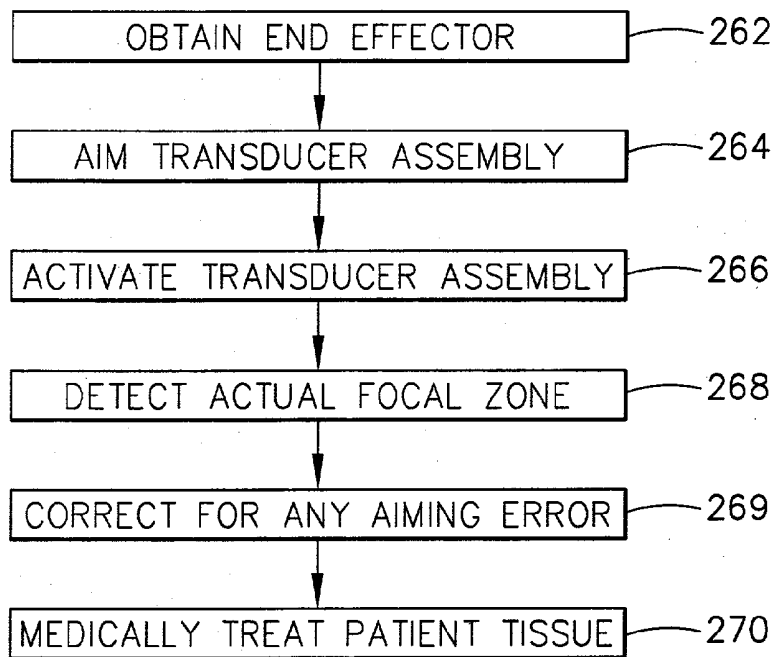 OBTAIN END EFFECTOR 262
AIM TRANSDUCER ASSEMBLY 264
ACTIVATE TRANSDUCER ASSEMBLY 266
DETECT ACTUAL FOCAL ZONE 268
CORRECT FOR ANY AIMING ERROR 269
MEDICALLY TREAT PATIENT TISSUE 270